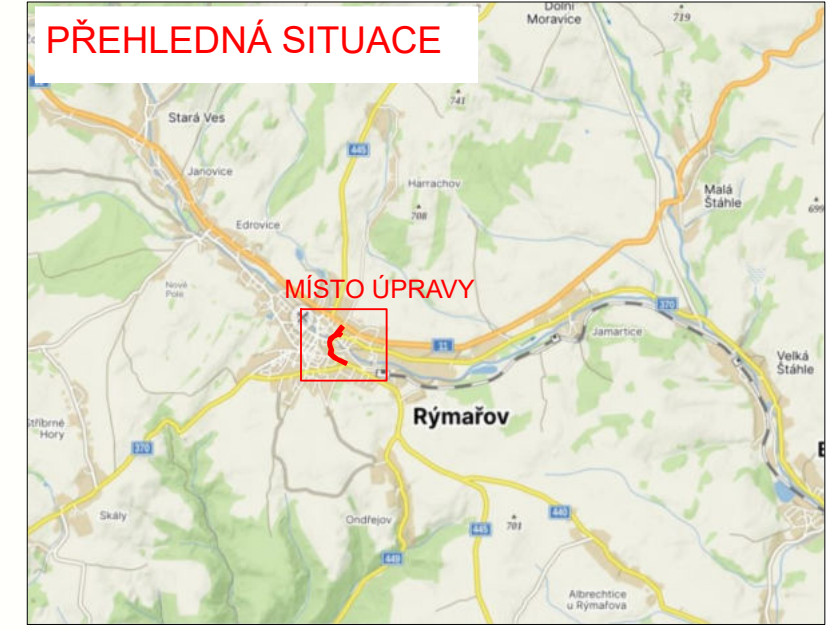 PŘEHLEDNÁ SITUACE
Dolní
Moravice
719
741
Stará Ves
445
Janovice
Harrachov
Malá
Štáhle
699
708
Edrovice
Nové
Pole
MÍSTO ÚPRAVY
370
11
Jamartice
Velká
Štáhle
Rýmařov
Stříbrné
Hory
370
Skály
Ondřejov
445
701
440
449
Albrechtice
u Rýmařova